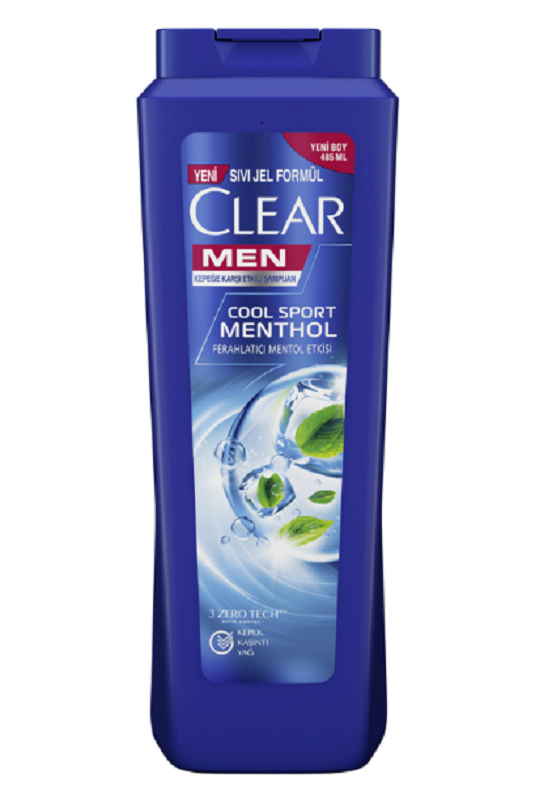 YENİ BOY
485 ML
YENİ SIVI JEL FORMÜL
CLEAR
MEN
KEPEĞE KARŞI ETKİLİ ŞAMPUAN
COOL SPORT
MENTHOL
FERAHLATICI MENTOL ETKİSİ
3 ZERO TECH™
KEPEK
KAŞINTI
YAĞ